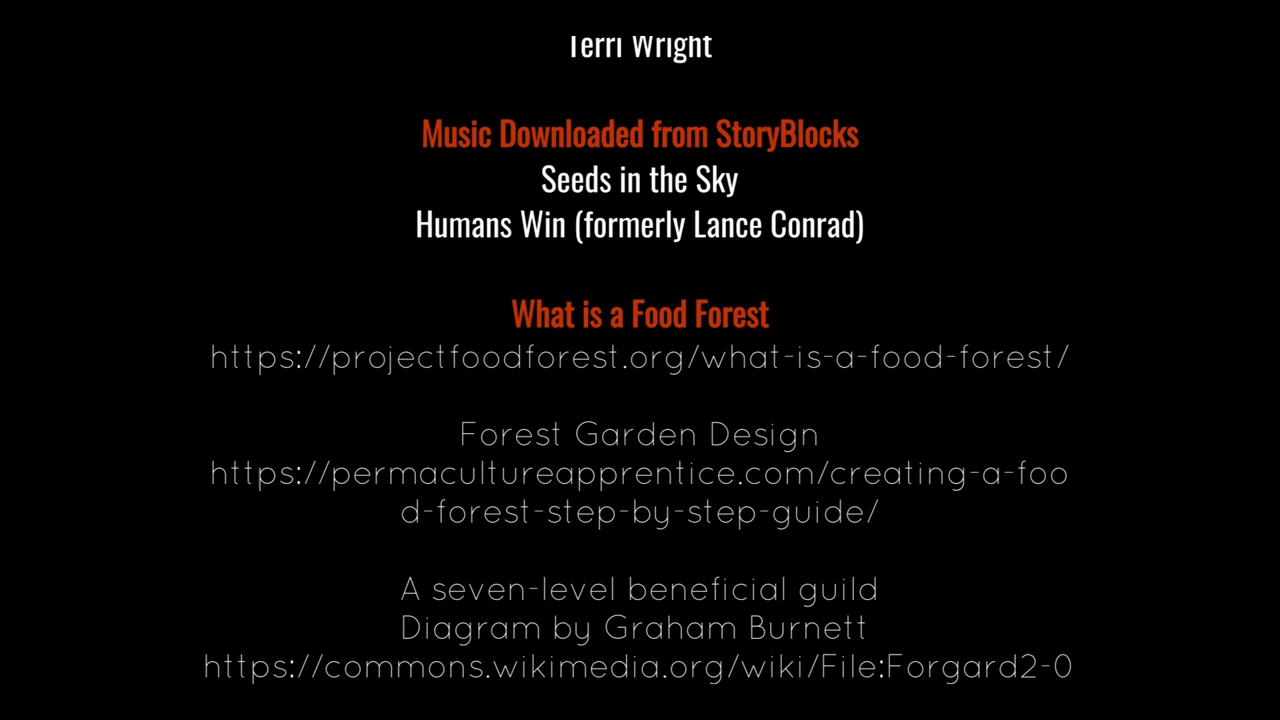 Terri Wright
Music Downloaded from StoryBlocks
Seeds in the Sky
Humans Win (formerly Lance Conrad)
What is a Food Forest
https://projectfoodforest.org/what-is-a-food-forest/
Forest Garden Design
https://permacultureapprentice.com/creating-a-foo
d-forest-step-by-step-guide/
A seven-level beneficial guild
Diagram by Graham Burnett
https://commons.wikimedia.org/wiki/File:Forgard2-0